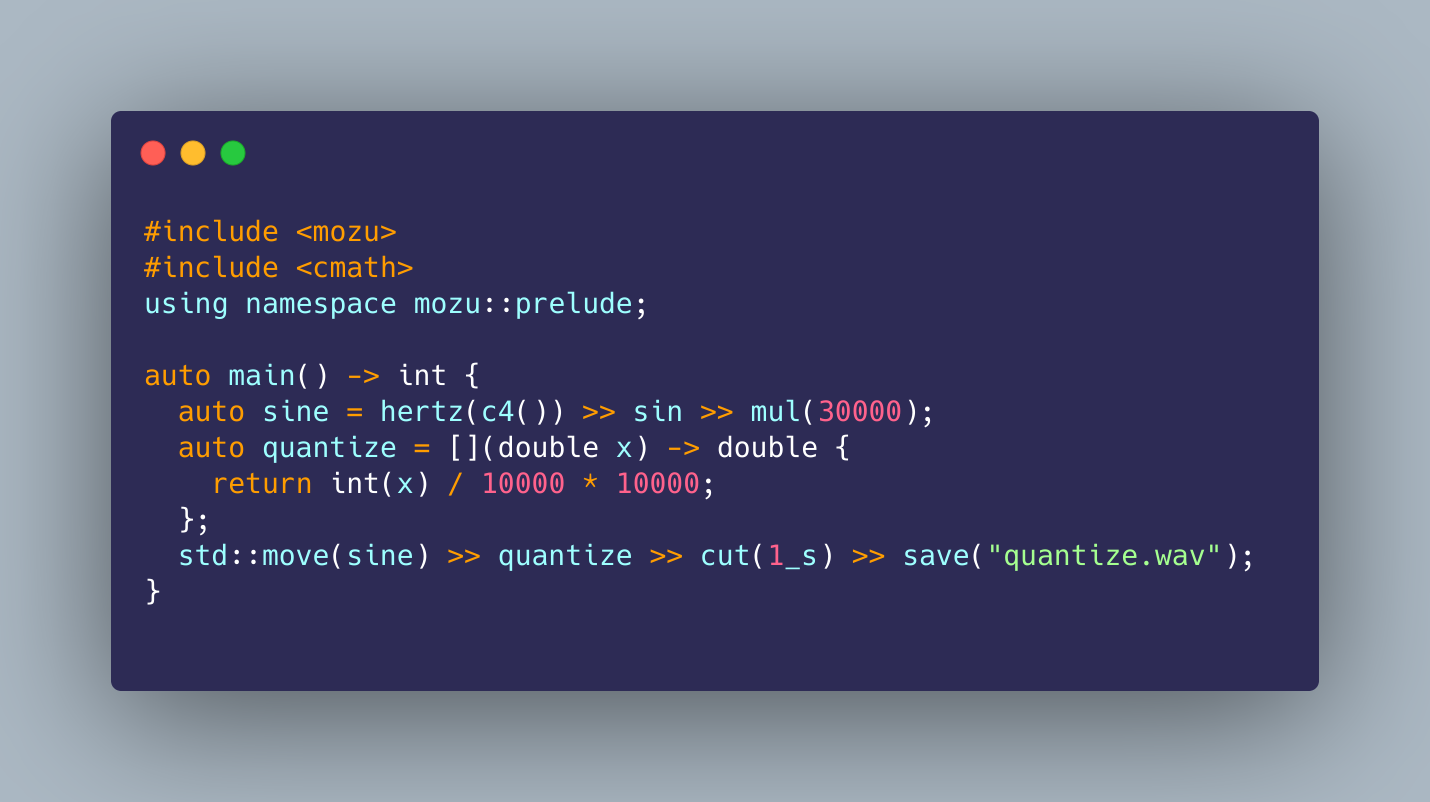 #include <mozu>
#include <cmath>
using namespace mozu::prelude;

auto main() -> int {
  auto sine = hertz(c4()) >> sin >> mul(30000);
  auto quantize = [](double x) -> double {
    return int(x) / 10000 * 10000;
  };
  std::move(sine) >> quantize >> cut(1_s) >> save("quantize.wav");
}